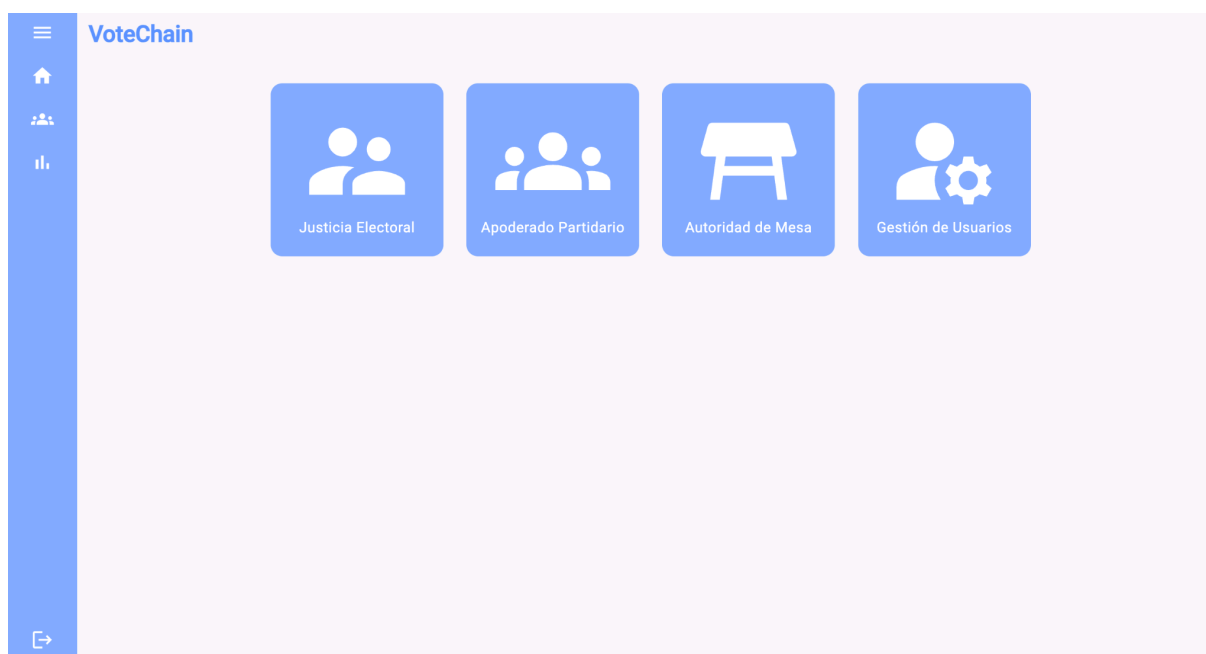 VoteChain
Justicia Electoral
Apoderado Partidario
Autoridad de Mesa
Gestión de Usuarios